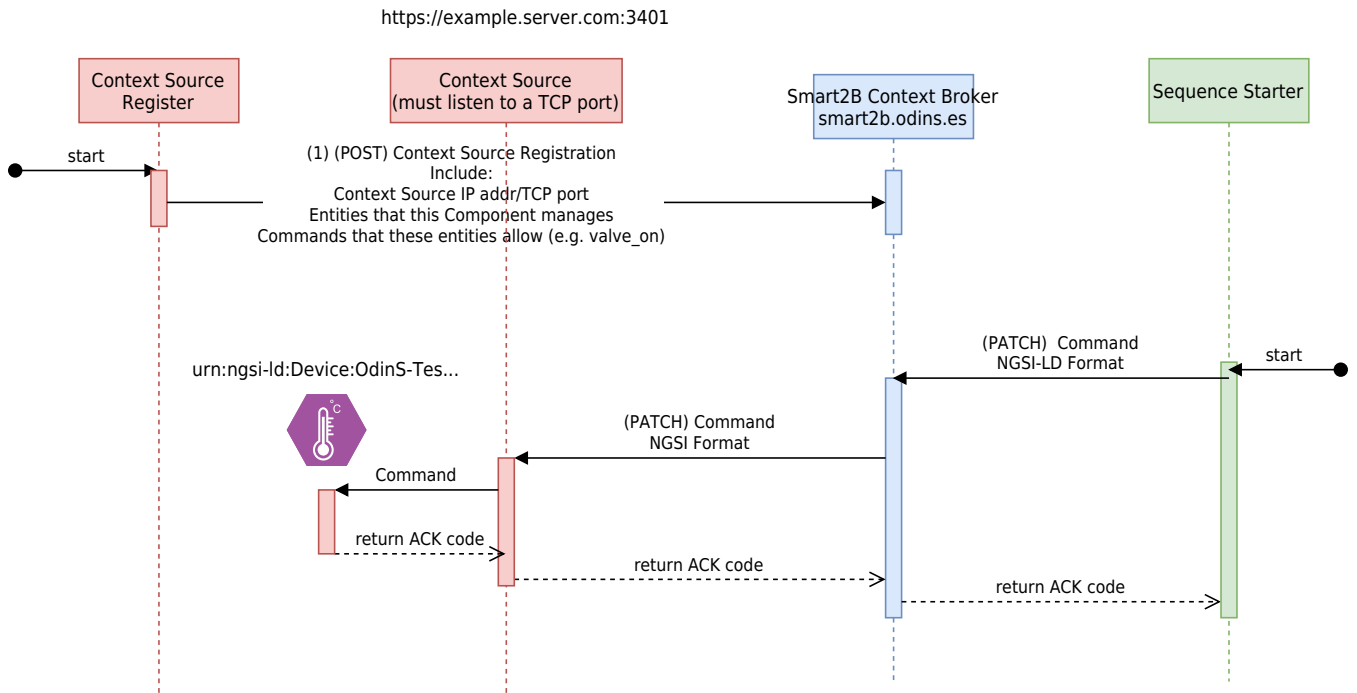 https://example.server.com:3401
Context Source
Register
Context Source
(must listen to a TCP port)
Smart2B Context Broker
smart2b.odins.es
Sequence Starter
start
(1) (POST) Context Source Registration
Include:
Context Source IP addr/TCP port
Entities that this Component manages
Commands that these entities allow (e.g. valve_on)
(PATCH) Command
NGSI-LD Format
start
urn:ngsi-ld:Device:OdinS-Tes...
°C
(PATCH) Command
NGSI Format
Command
return ACK code
return ACK code
return ACK code